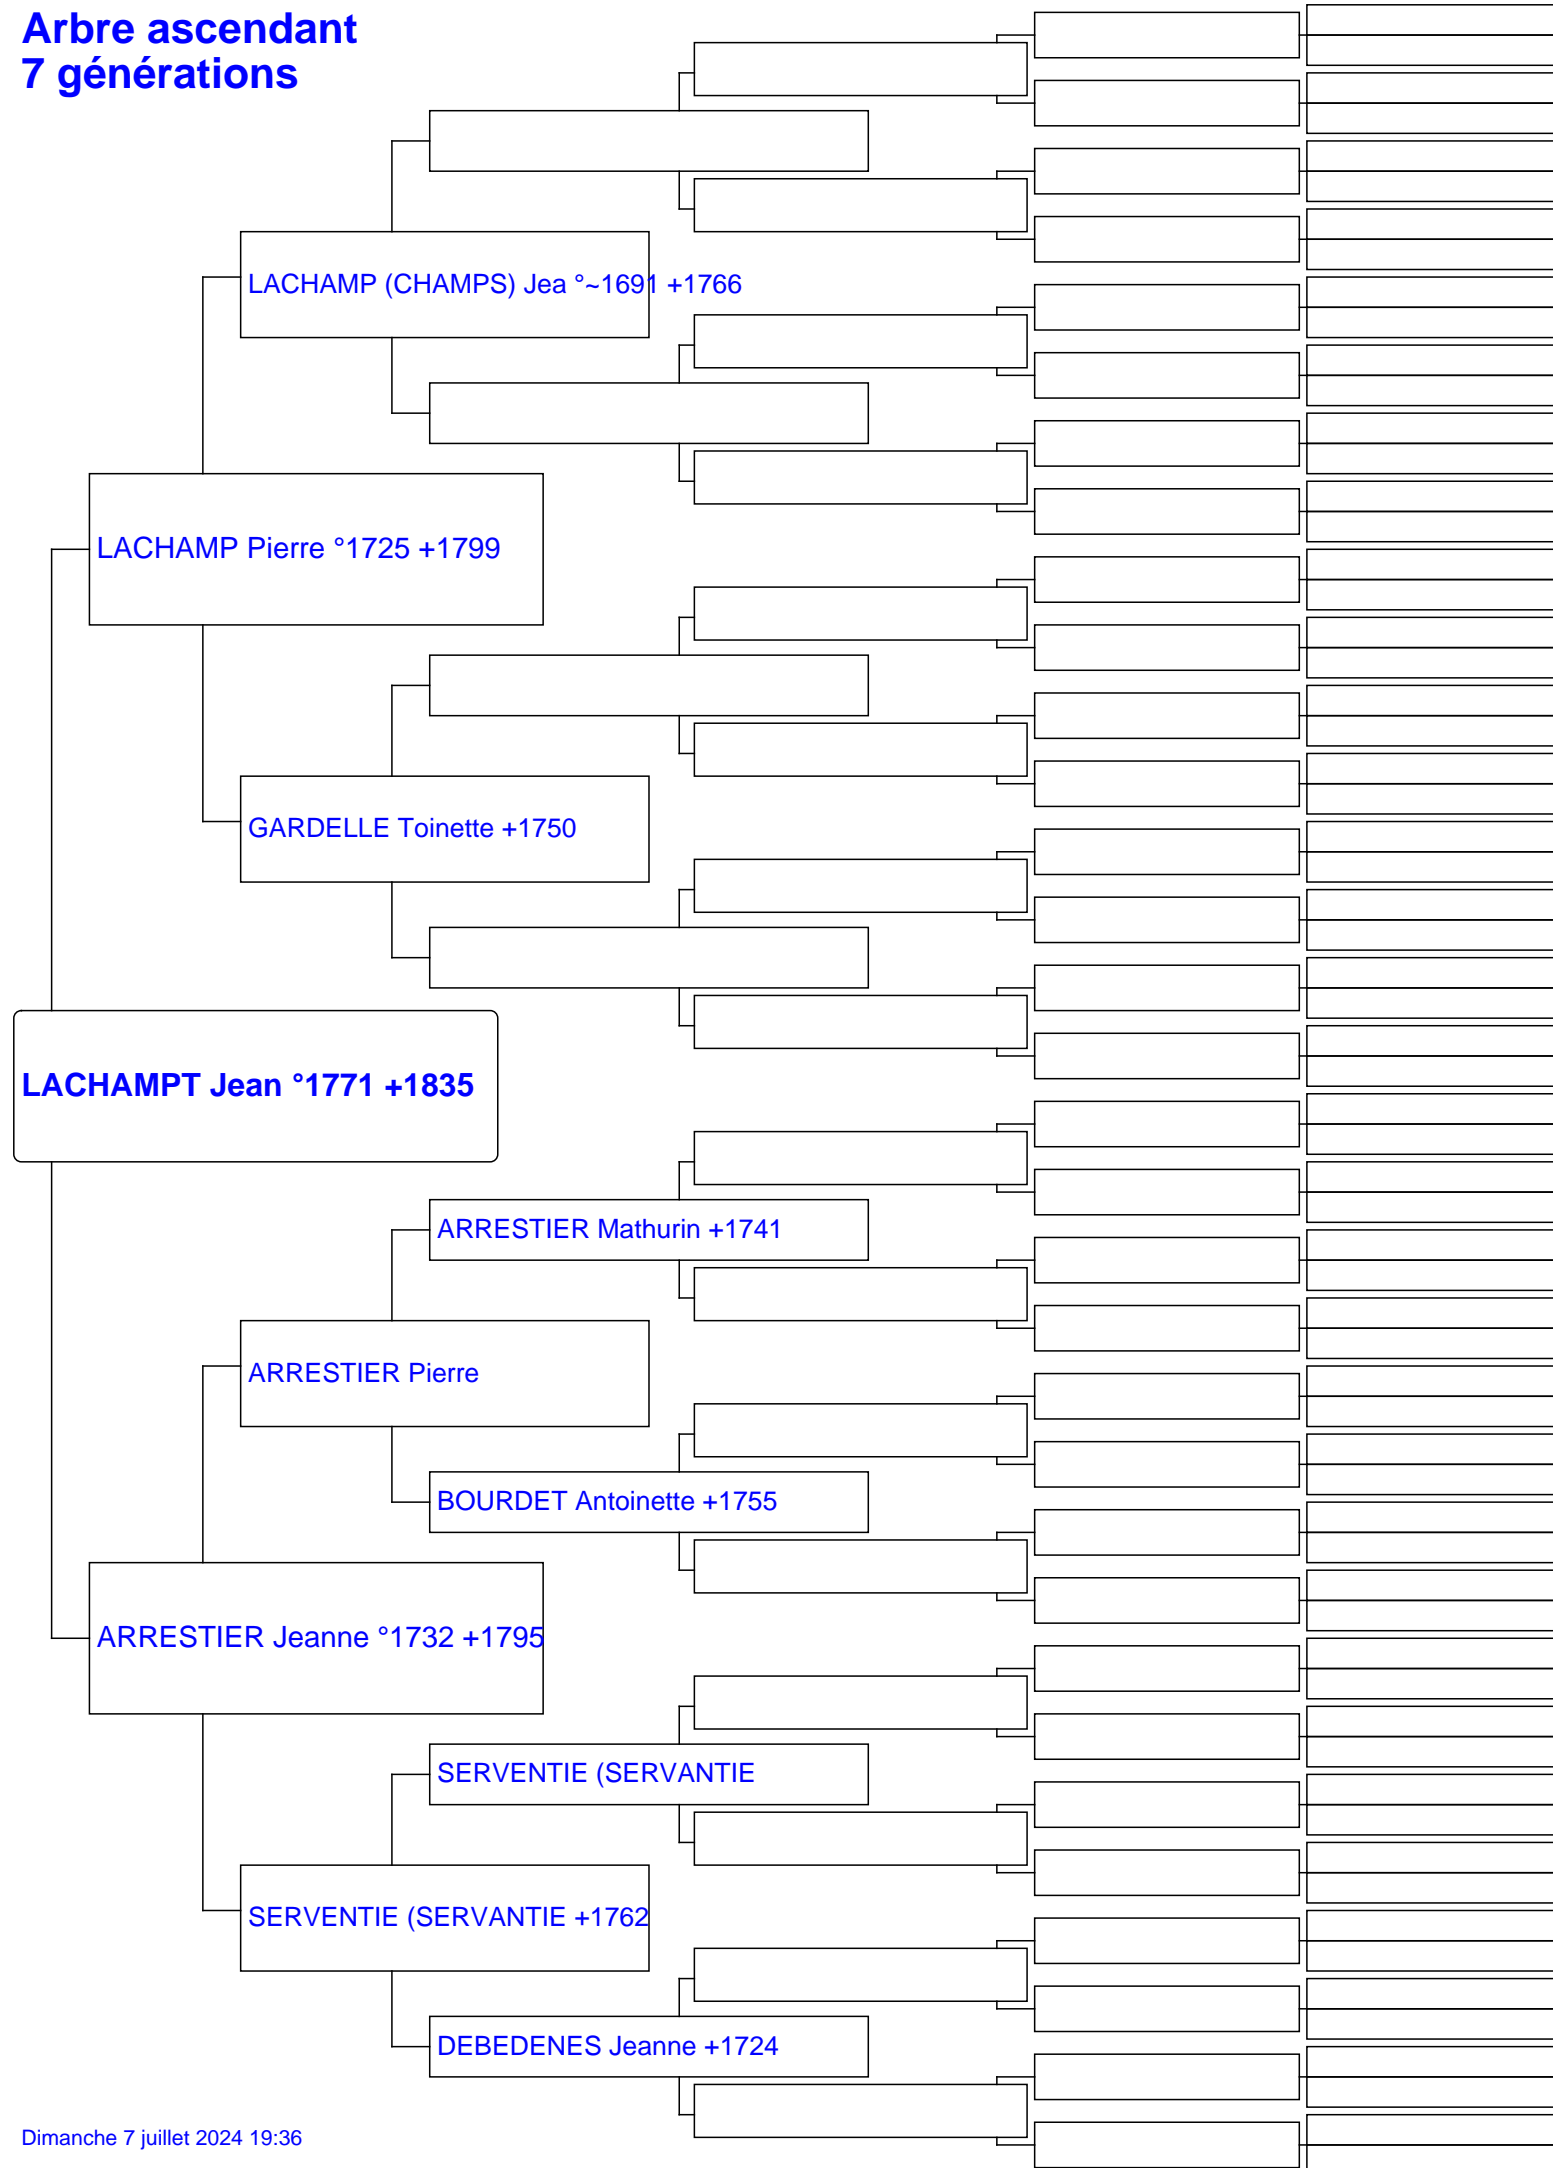 Arbre ascendant
7 générations
LACHAMP (CHAMPS) Jea °~1691 +1766
LACHAMP Pierre °1725 +1799
GARDELLE Toinette +1750
LACHAMPT Jean °1771 +1835
ARRESTIER Mathurin +1741
ARRESTIER Pierre
BOURDET Antoinette +1755
ARRESTIER Jeanne °1732 +1795
SERVENTIE (SERVANTIE
SERVENTIE (SERVANTIE +1762
DEBEDENES Jeanne +1724
Dimanche 7 juillet 2024 19:36